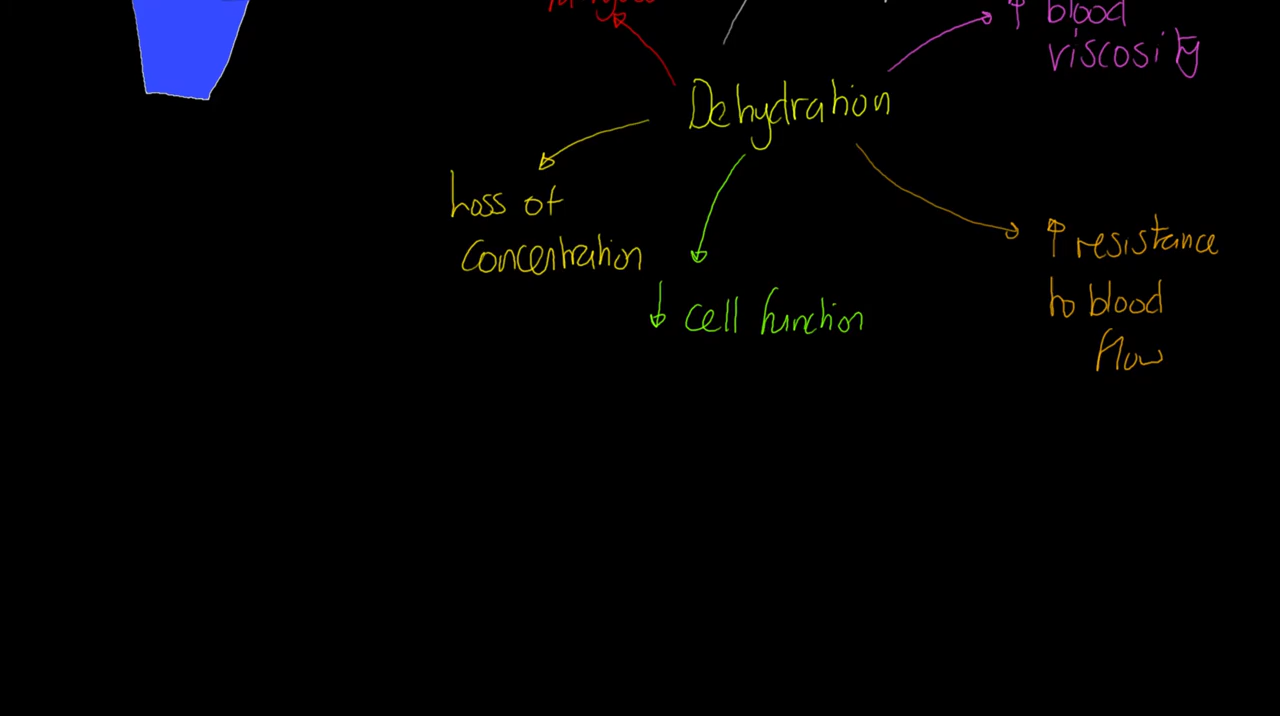 ↑ blood
viscosity
Dehydration
Loss of
concentration
↓ cell function
↑ resistance
to blood
flow